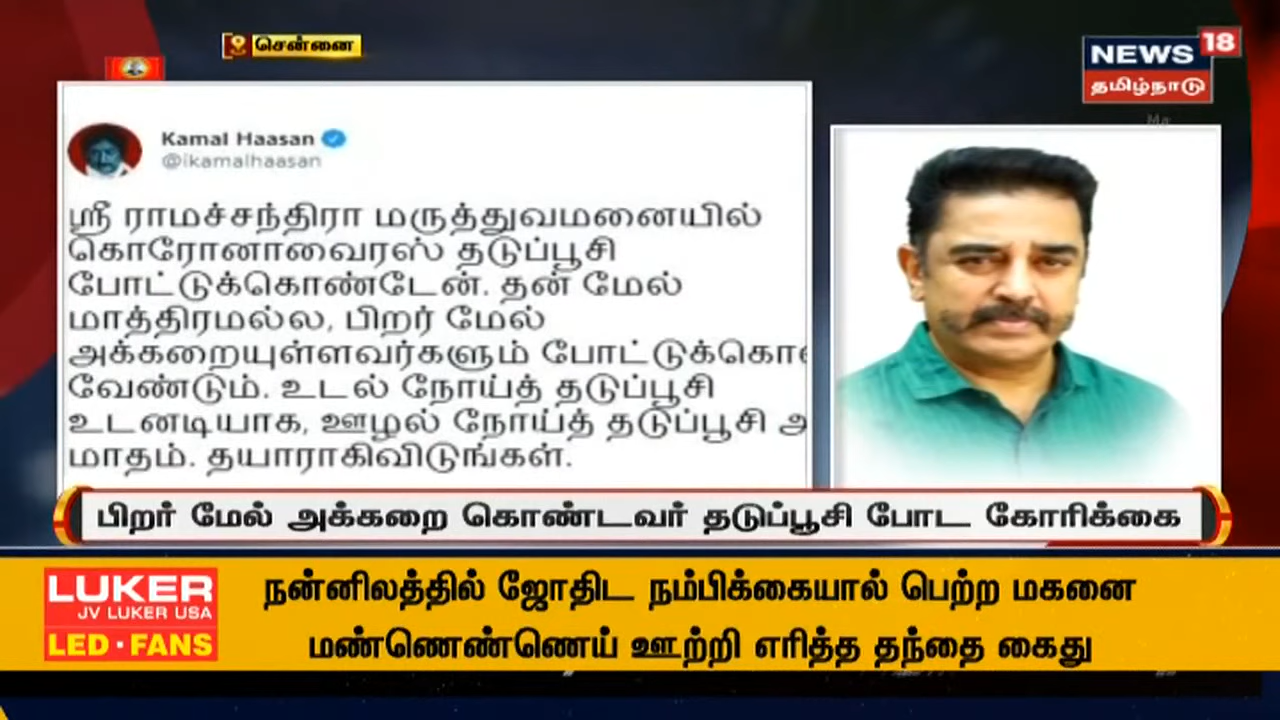 சென்னை
NEWS 18
தமிழ்நாடு
Kamal Haasan
@ikamalhaasan
ஸ்ரீ ராமச்சந்திரா மருத்துவமனையில்
கொரோனாவைரஸ் தடுப்பூசி
போட்டுக்கொண்டேன். தன் மேல்
மாத்திரமல்ல, பிறர் மேல்
அக்கறையுள்ளவர்களும்
வேண்டும். உடல் நோய்த் தடுப்பூசி
உடனடியாக, ஊழல் நோய்த் தடுப்பூசி
மாதம். தயாராகிவிடுங்கள்.
பிறர் மேல் அக்கறை கொண்டவர் தடுப்பூசி போட கோரிக்கை
LUKER
JV LUKER USA
LED·FANS
நன்னிலத்தில் ஜோதிட நம்பிக்கையால் பெற்ற மகனை
மண்ணெண்ணெய் ஊற்றி எரித்த தந்தை கைது